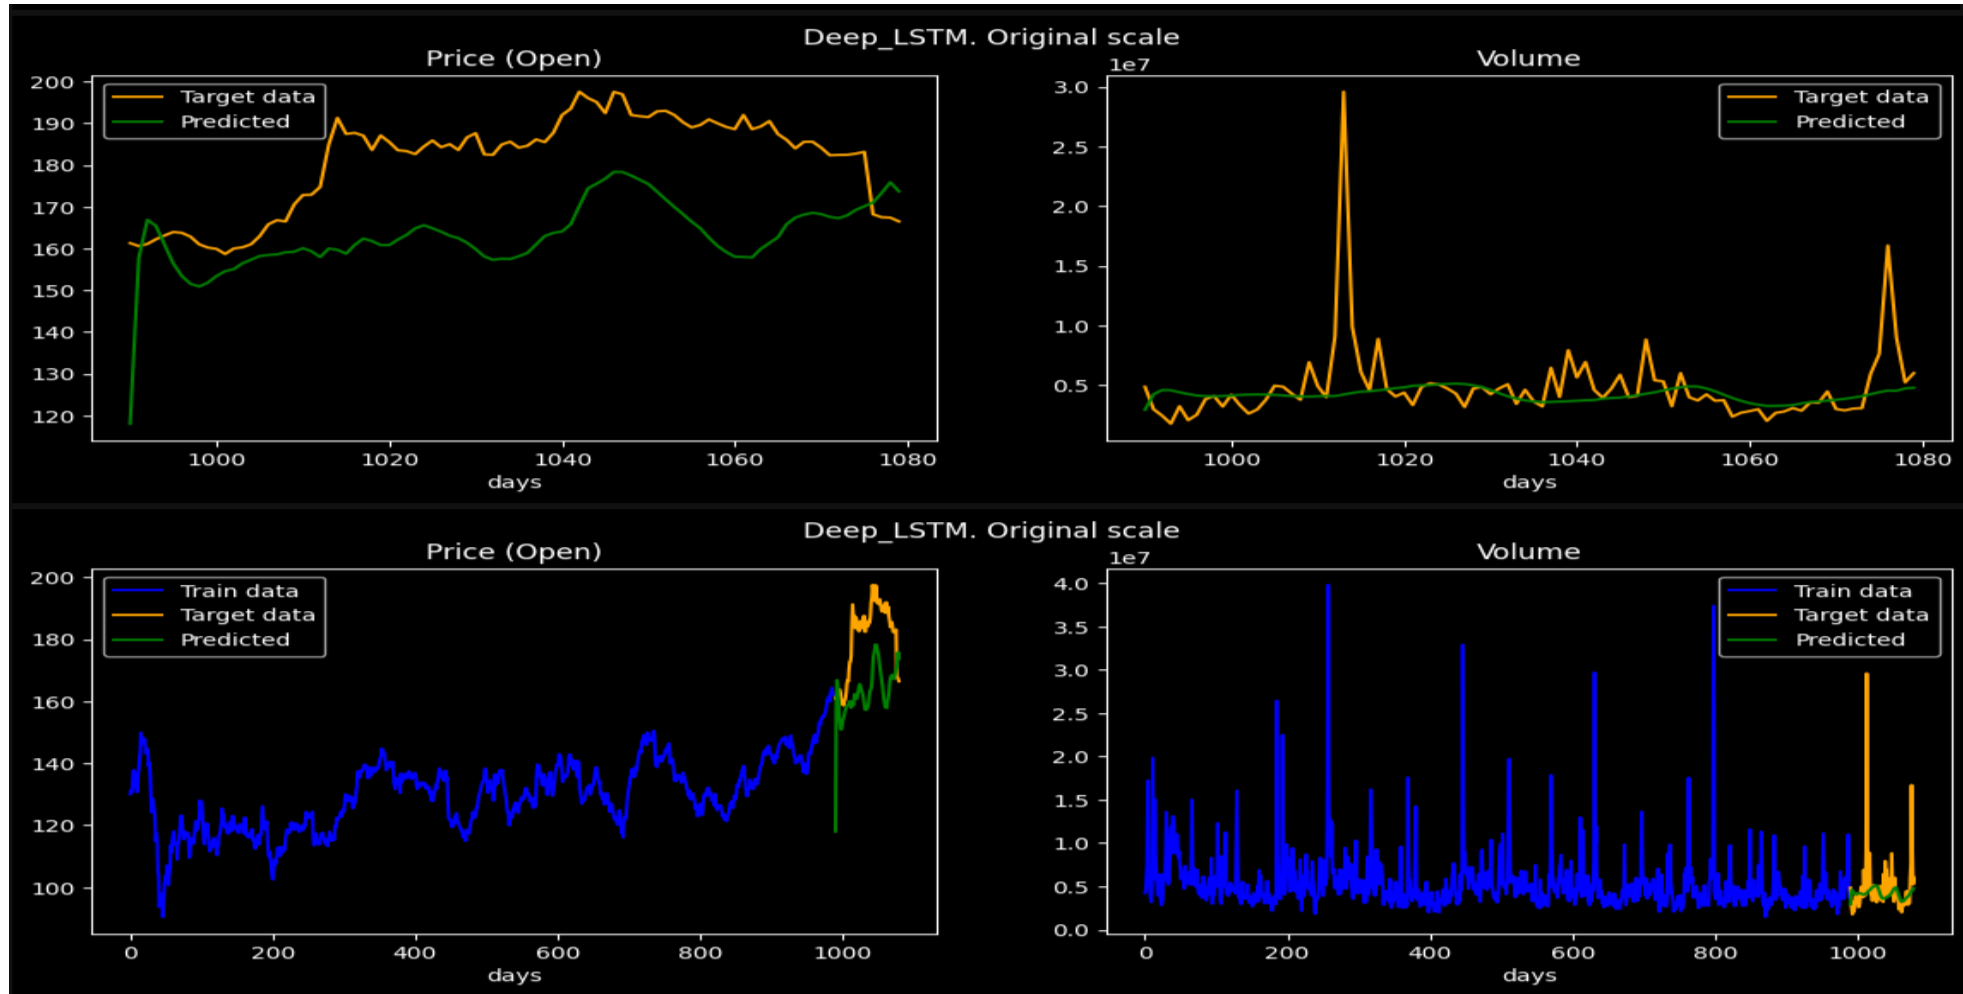 Deep_LSTM. Original scale
Price (Open)
Target data
Predicted
200
190
180
170
160
150
140
130
120
1000
1020
1040
1060
1080
days
Volume
1e7
Target data
Predicted
3.0
2.5
2.0
1.5
1.0
0.5
1000
1020
1040
1060
1080
days
Deep_LSTM. Original scale
Price (Open)
Train data
Target data
Predicted
200
180
160
140
120
100
0
200
400
600
800
1000
days
Volume
1e7
Train data
Target data
Predicted
4.0
3.5
3.0
2.5
2.0
1.5
1.0
0.5
0.0
0
200
400
600
800
1000
days